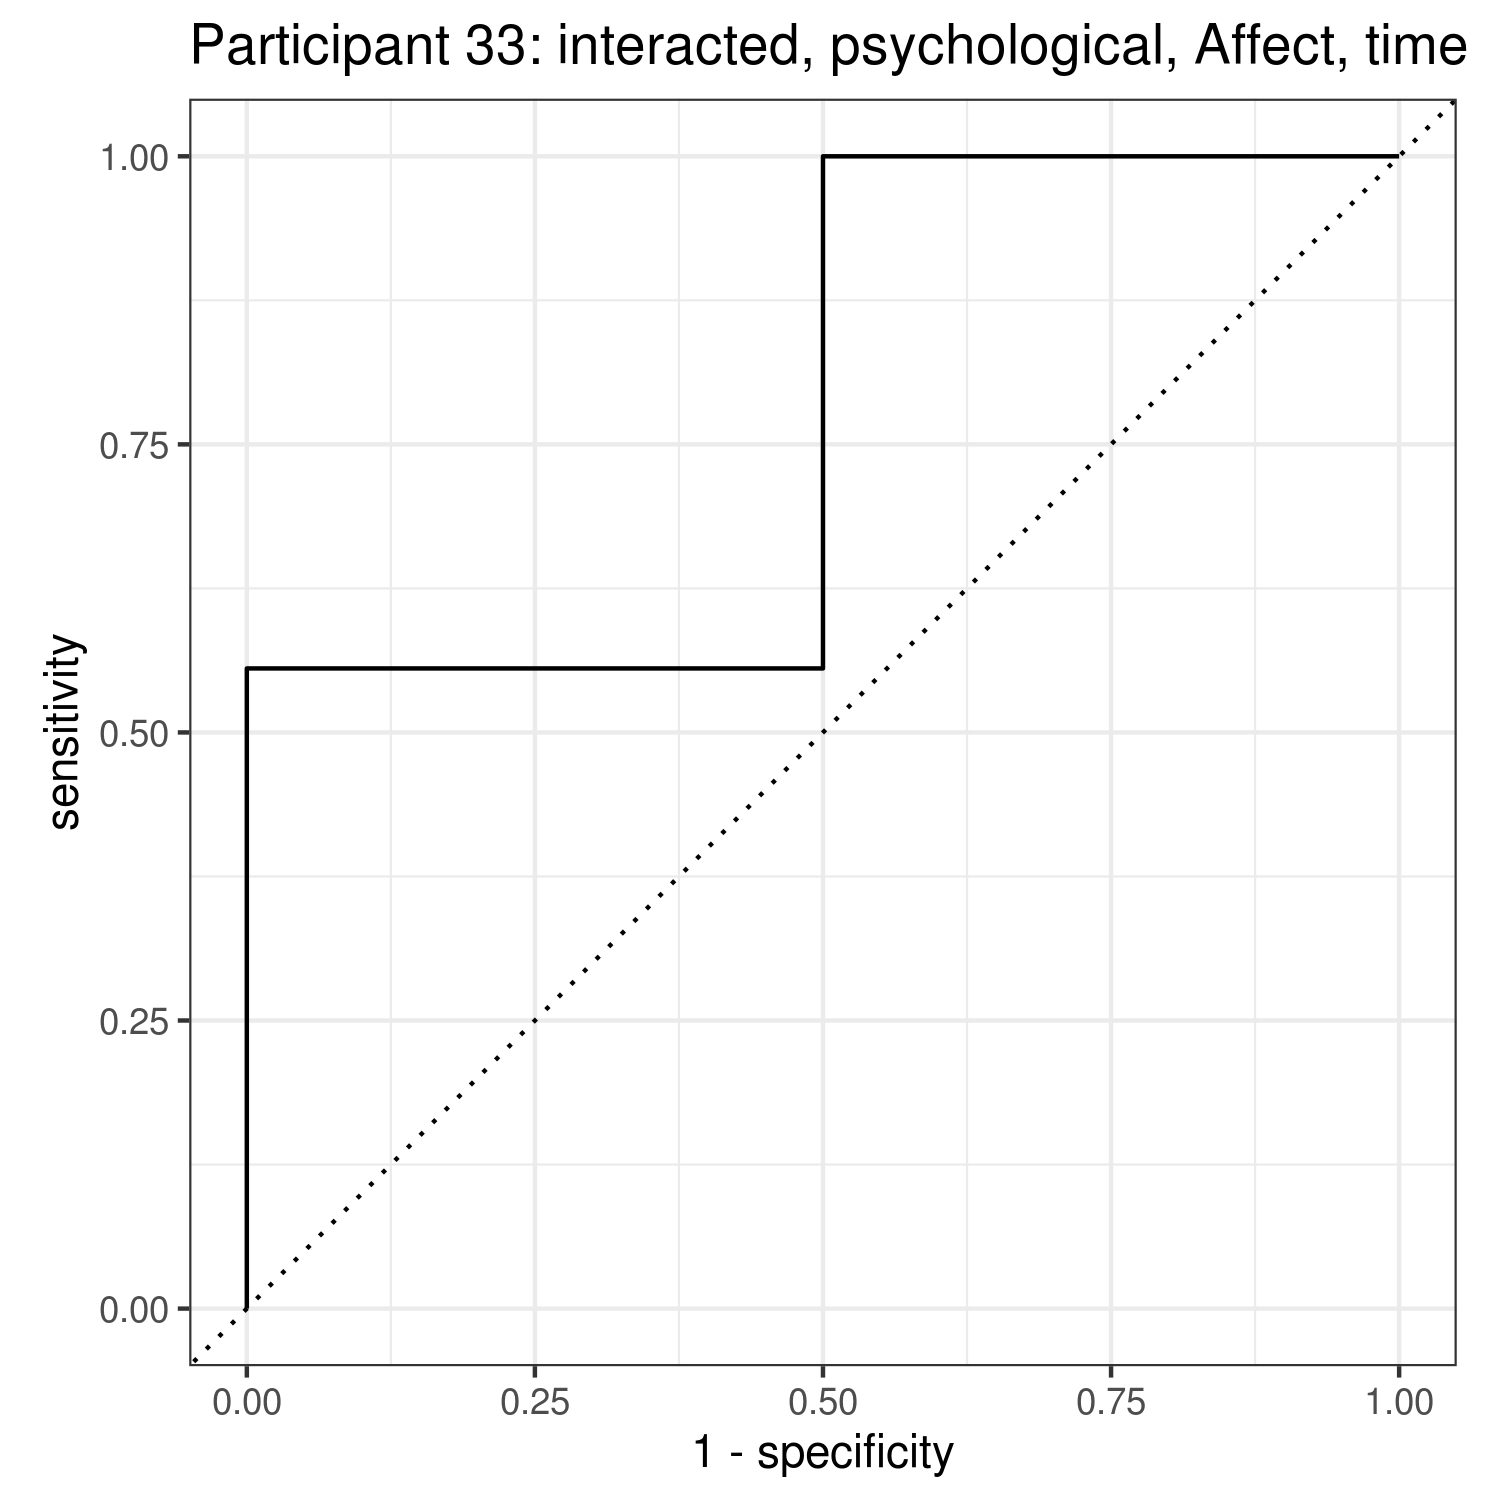 Participant 33: interacted, psychological, Affect, time
1.00
0.75
0.50
0.25
0.00
sensitivity
0.00 0.25 0.50 0.75 1.00
1 - specificity